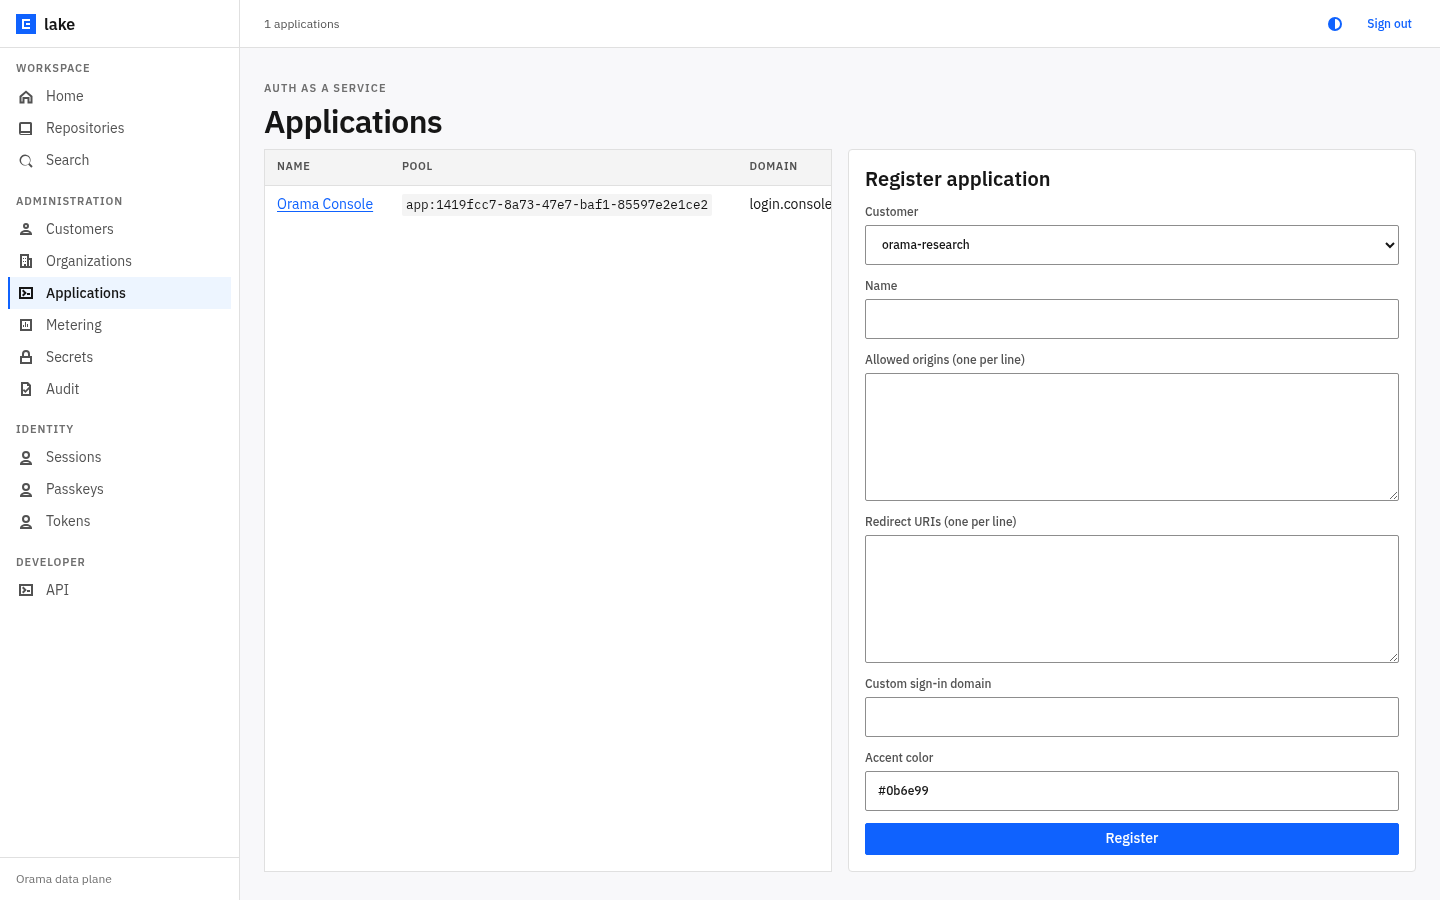 lake
1 applications
Sign out
WORKSPACE
Home
Repositories
Search
ADMINISTRATION
Customers
Organizations
Applications
Metering
Secrets
Audit
IDENTITY
Sessions
Passkeys
Tokens
DEVELOPER
API
Orama data plane
AUTH AS A SERVICE
Applications
NAME POOL DOMAIN
Orama Console app:1419fcc7-8a73-47e7-baf1-85597e2e1ce2 login.console
Register application
Customer
orama-research
Name
Allowed origins (one per line)
Redirect URIs (one per line)
Custom sign-in domain
Accent color
#0b6e99
Register